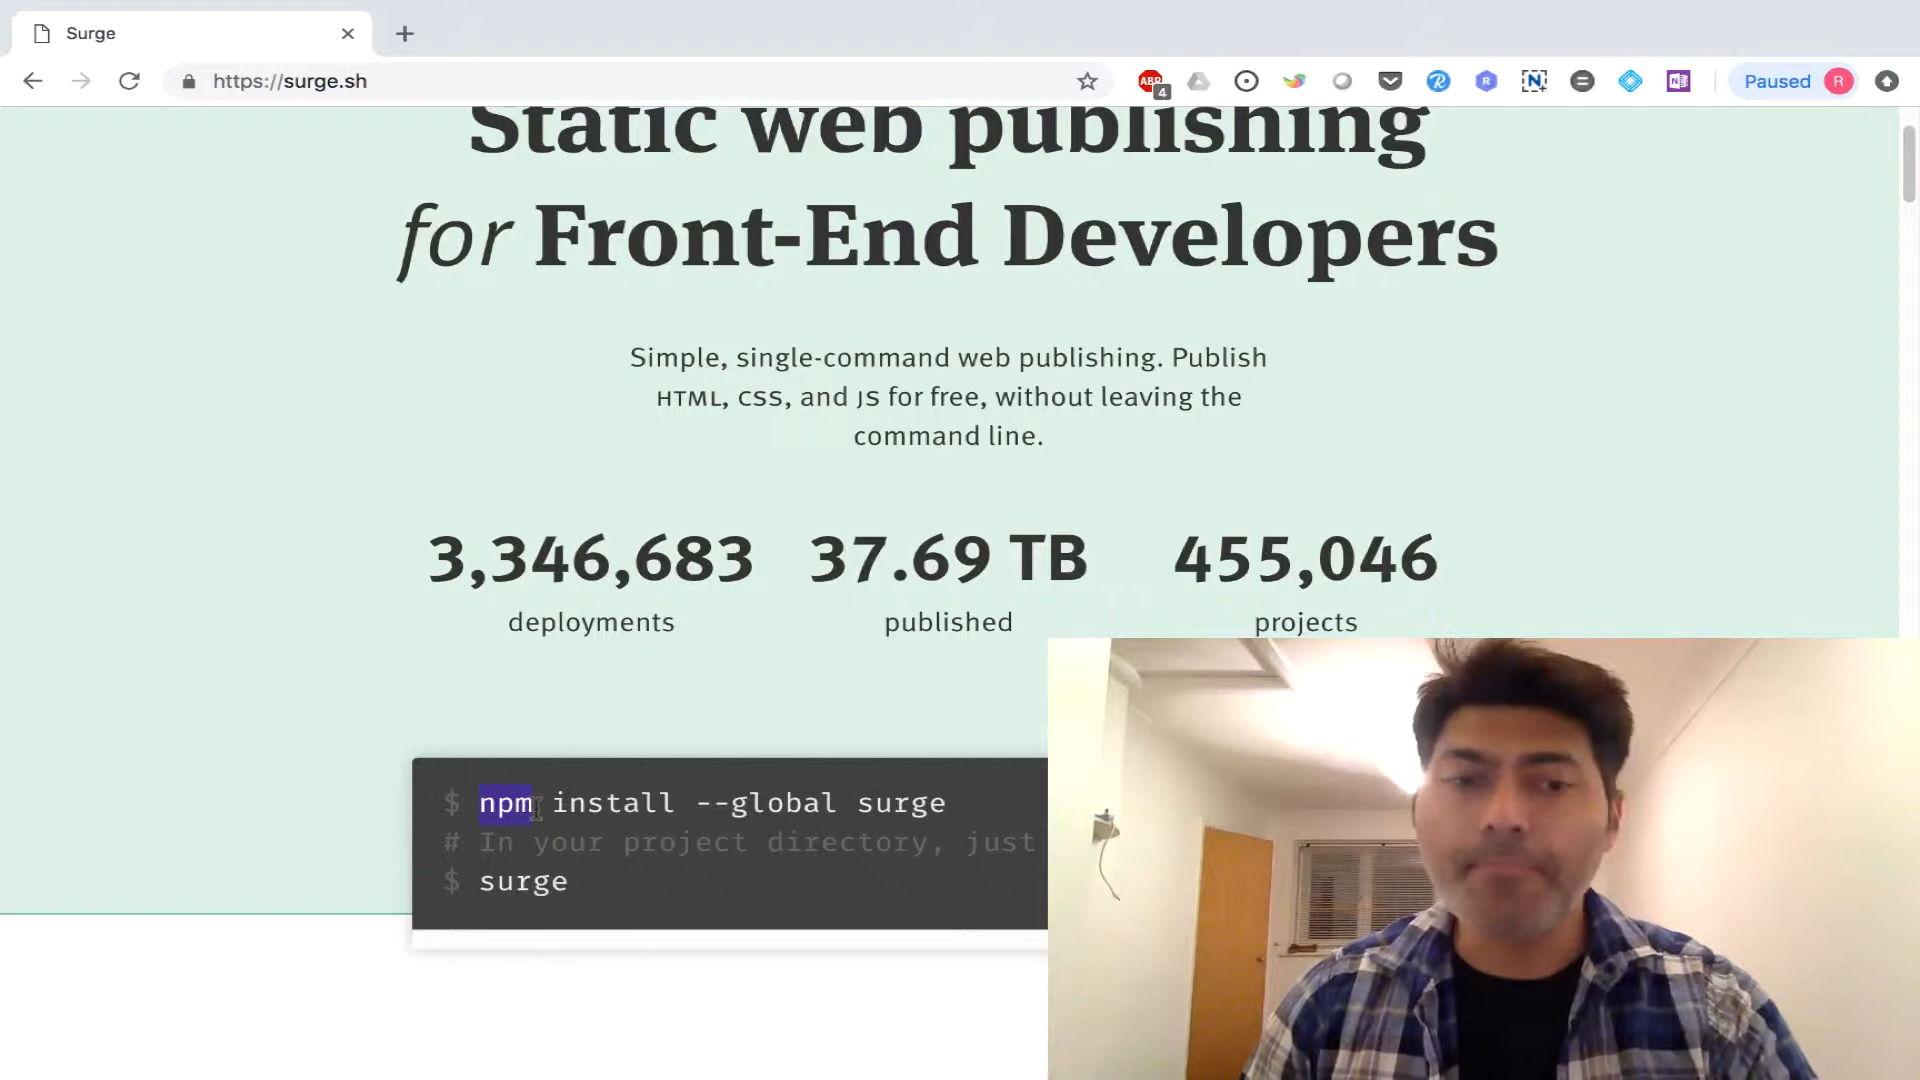 Surge
https://surge.sh
ABP
4
Paused
R
Static web publishing
for Front-End Developers
Simple, single-command web publishing. Publish
HTML, CSS, and JS for free, without leaving the
command line.
3,346,683 37.69 TB 455,046
deployments published projects
$ npm install --global surge
# In your project directory, just
$ surge